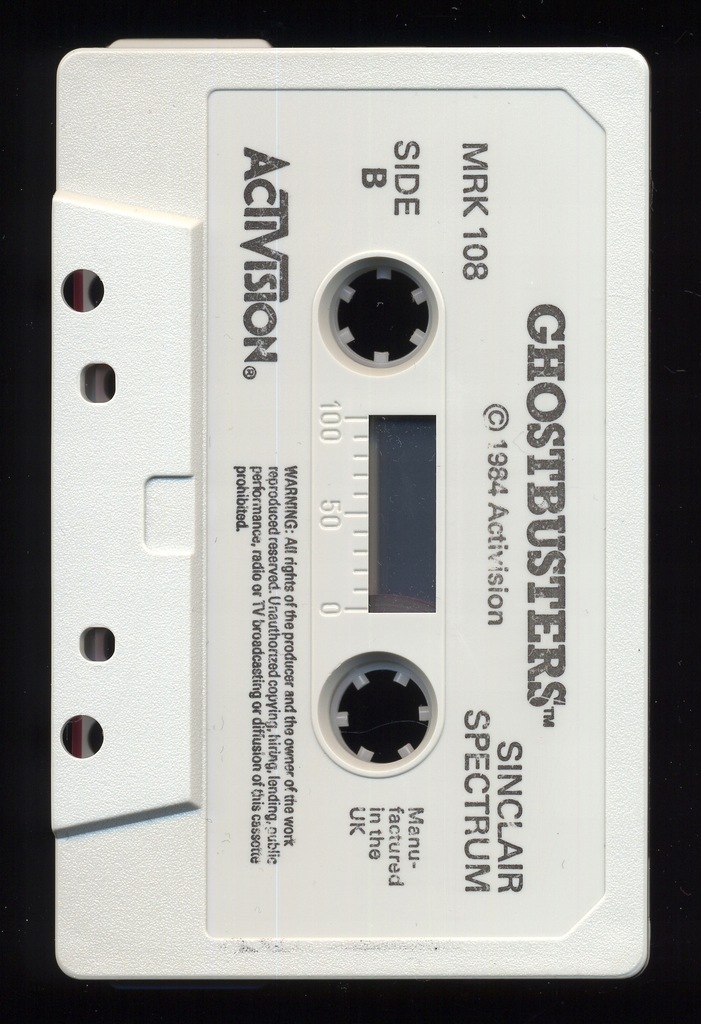 GHOSTBUSTERS™
© 1984 Activision
MRK 108
SINCLAIR
SPECTRUM
SIDE
B
Manu-
factured
in the
UK
100 50 0
ACTIVISION®
WARNING: All rights of the producer and the owner of the work
reproduced reserved. Unauthorized copying, hiring, lending, public
performance, radio or TV broadcasting or diffusion of this cassette
prohibited.